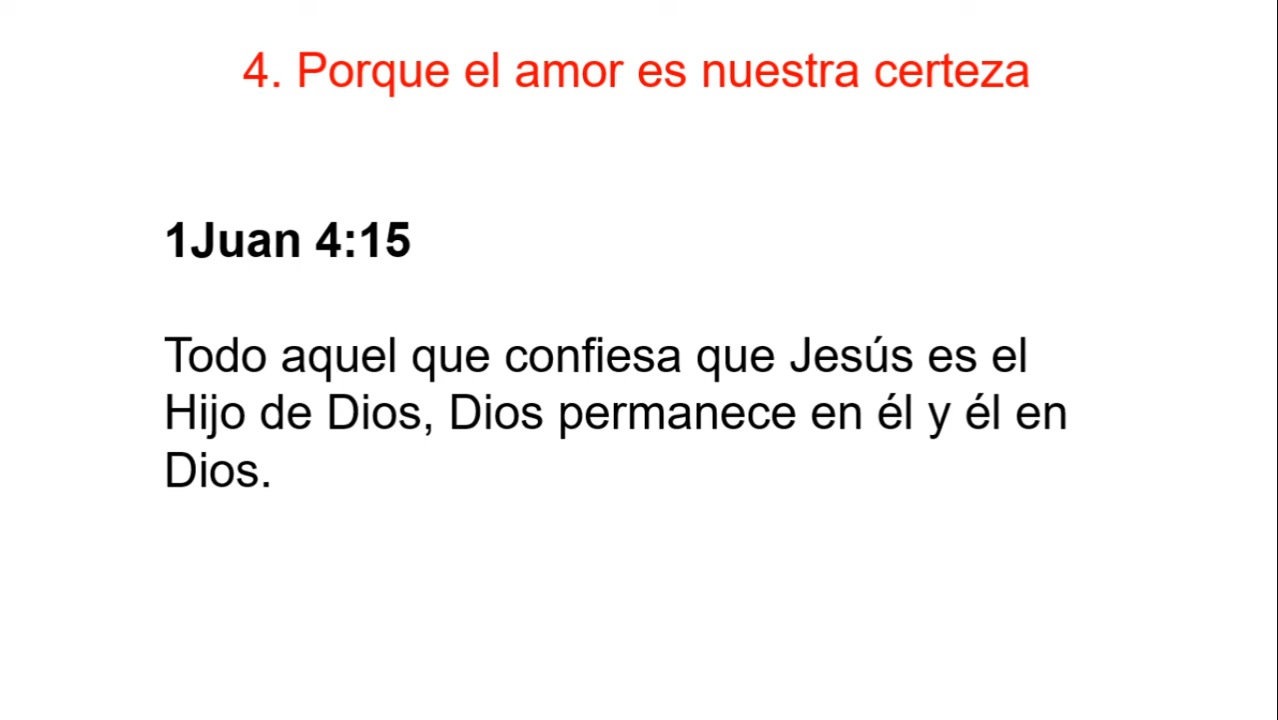 4. Porque el amor es nuestra certeza
1Juan 4:15
Todo aquel que confiesa que Jesús es el
Hijo de Dios, Dios permanece en él y él en
Dios.